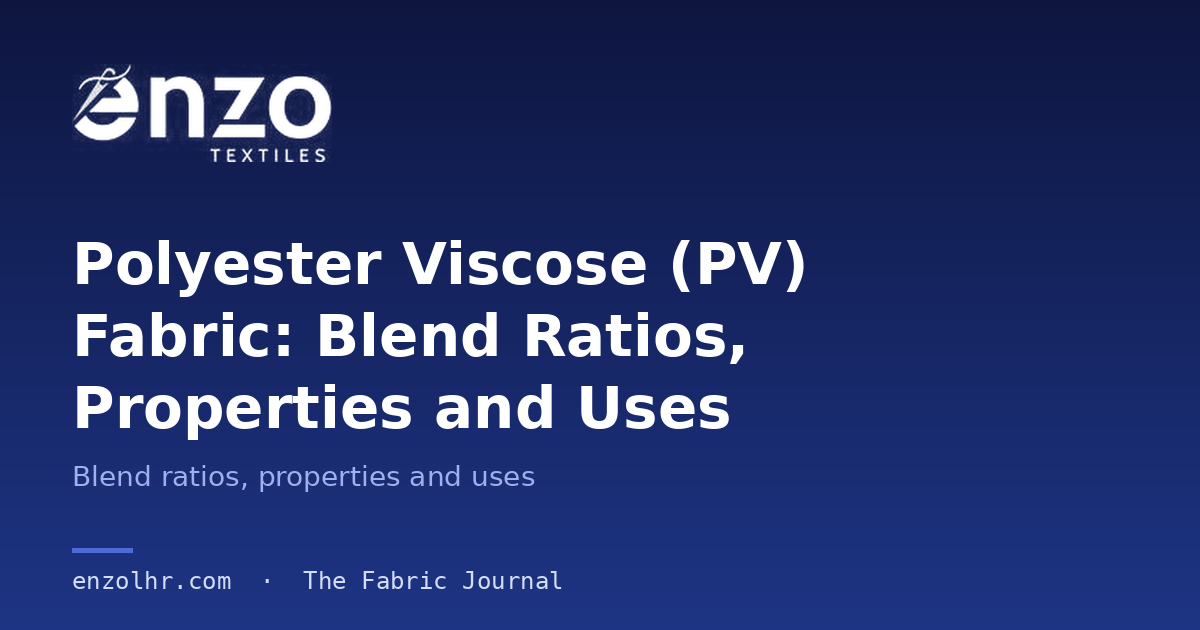 enzo
TEXTILES
Polyester Viscose (PV)
Fabric: Blend Ratios,
Properties and Uses
Blend ratios, properties and uses
enzolhr.com · The Fabric Journal